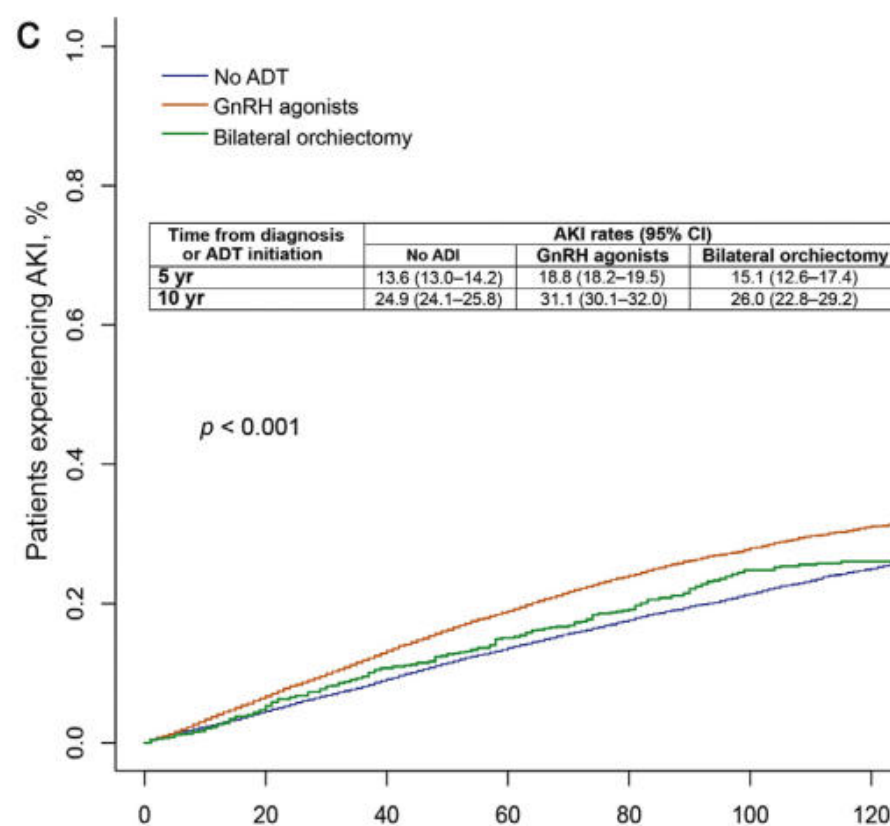 C
No ADT
GnRH agonists
Bilateral orchiectomy
Patients experiencing AKI, %
1.0
0.8
0.6
0.4
0.2
0.0
Time from diagnosis or ADT initiation
AKI rates (95% CI)
No ADI
GnRH agonists
Bilateral orchiectomy
5 yr 13.6 (13.0–14.2) 18.8 (18.2–19.5) 15.1 (12.6–17.4)
10 yr 24.9 (24.1–25.8) 31.1 (30.1–32.0) 26.0 (22.8–29.2)
p < 0.001
0 20 40 60 80 100 120